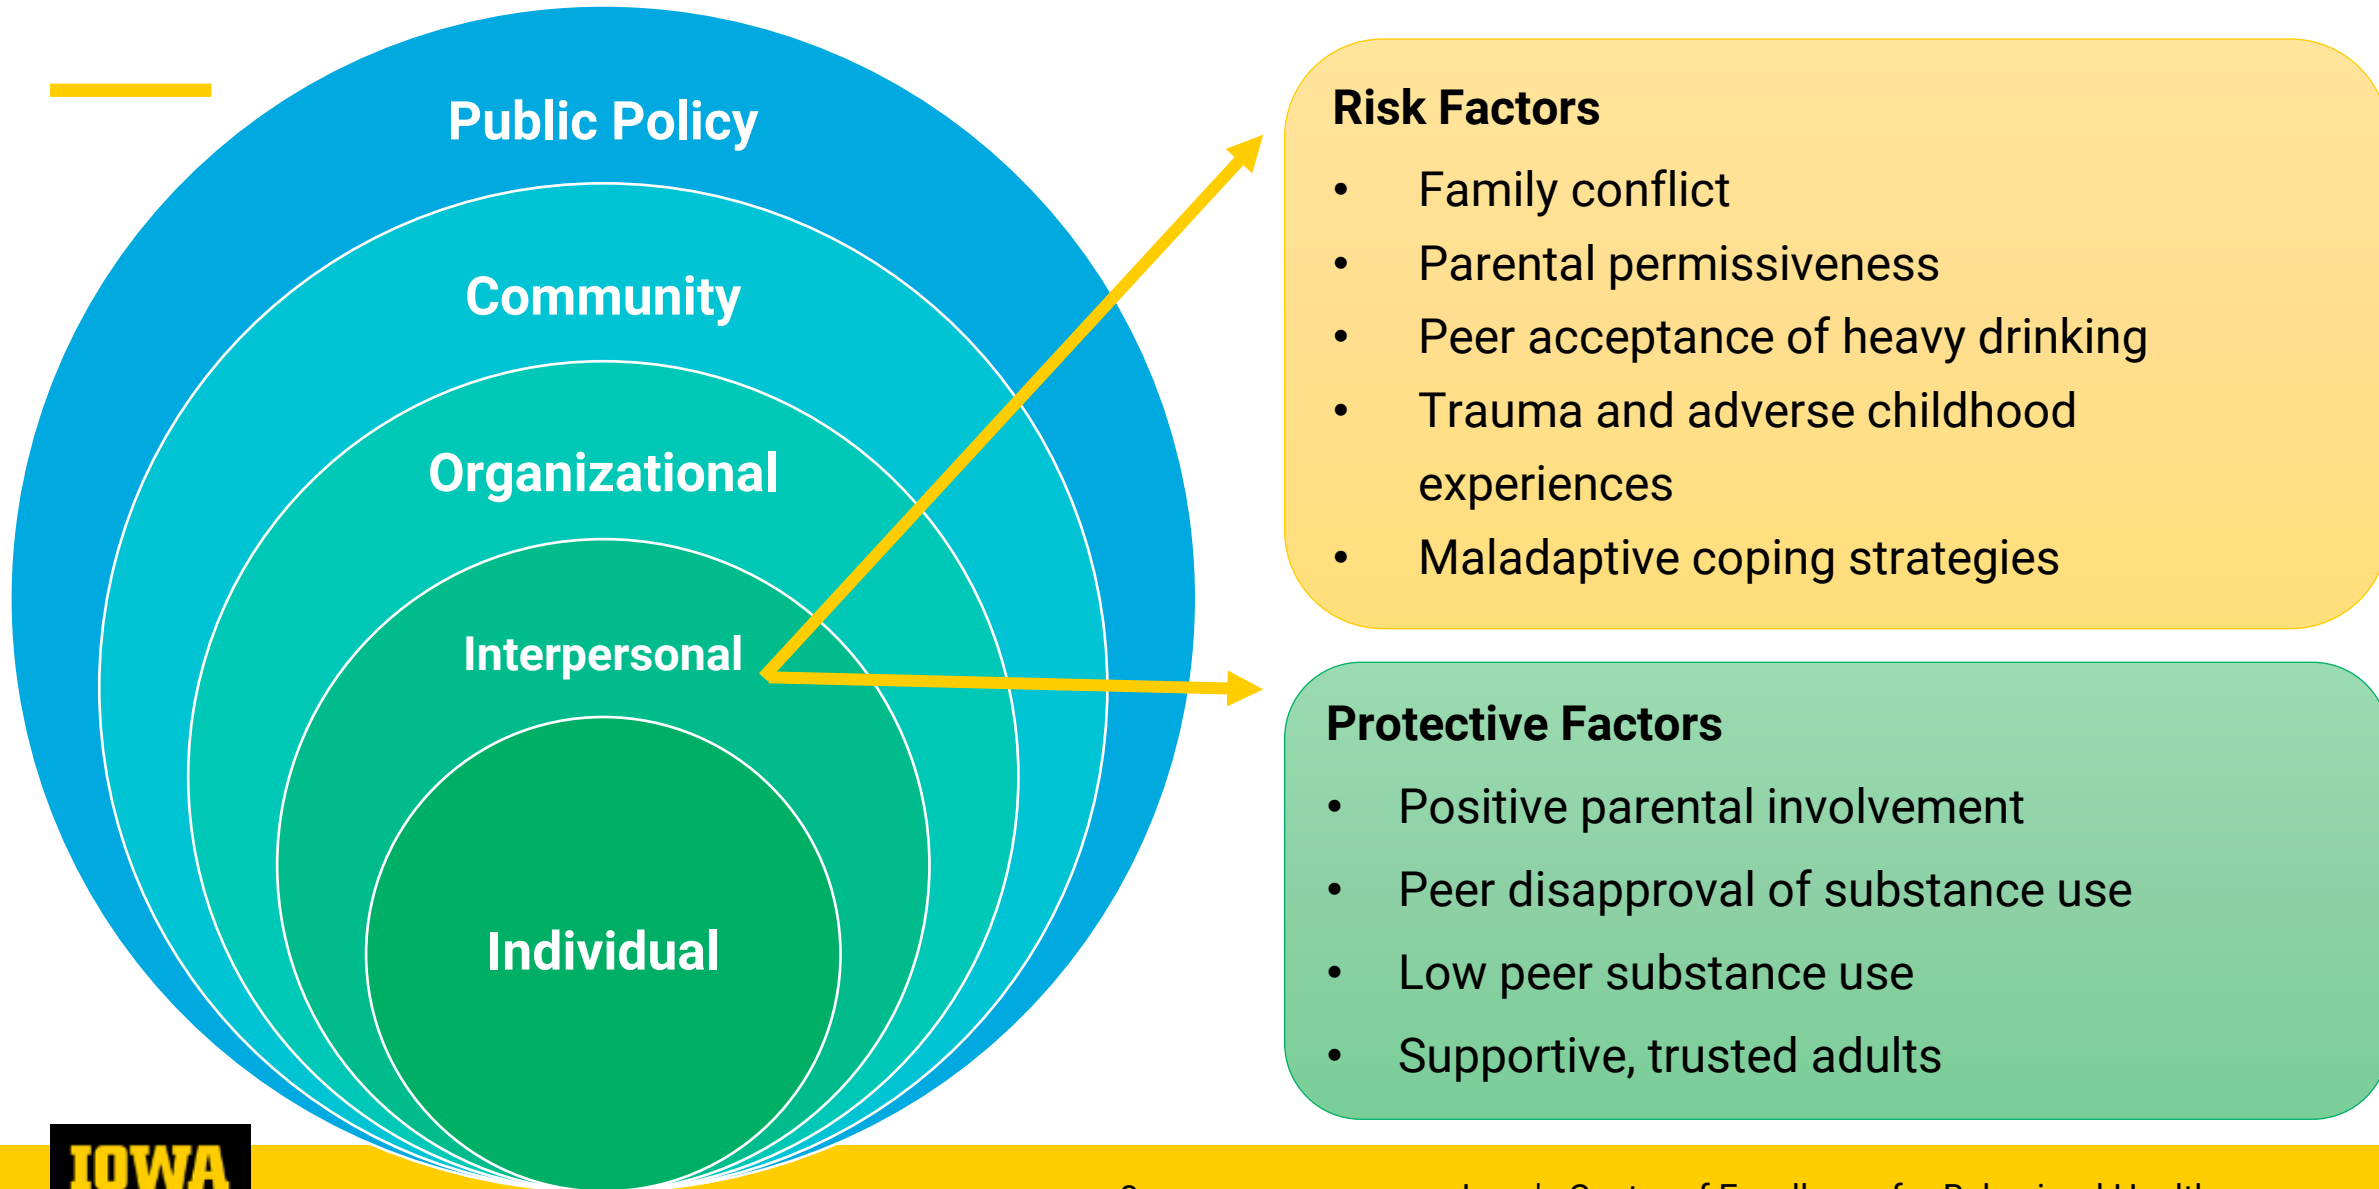 Public Policy
Community
Organizational
Interpersonal
Individual
Risk Factors
• Family conflict
• Parental permissiveness
• Peer acceptance of heavy drinking
• Trauma and adverse childhood
experiences
• Maladaptive coping strategies
Protective Factors
• Positive parental involvement
• Peer disapproval of substance use
• Low peer substance use
• Supportive, trusted adults
IOWA